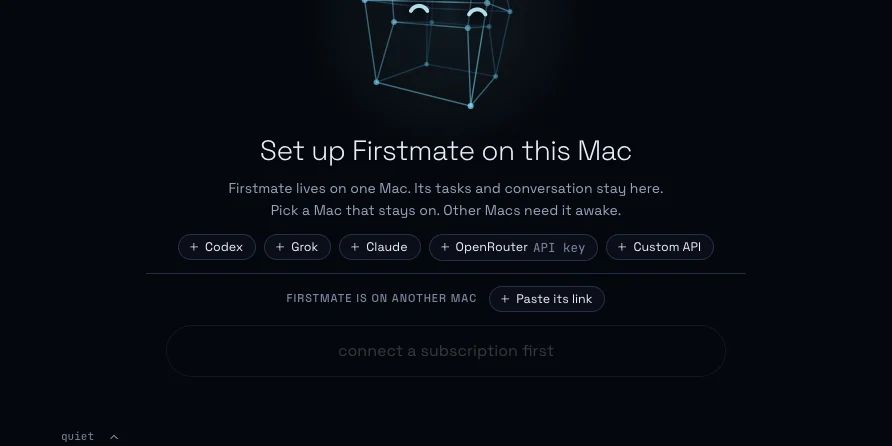 Set up Firstmate on this Mac
Firstmate lives on one Mac. Its tasks and conversation stay here.
Pick a Mac that stays on. Other Macs need it awake.
+ Codex + Grok + Claude + OpenRouter API key + Custom API
FIRSTMATE IS ON ANOTHER MAC + Paste its link
connect a subscription first
quiet